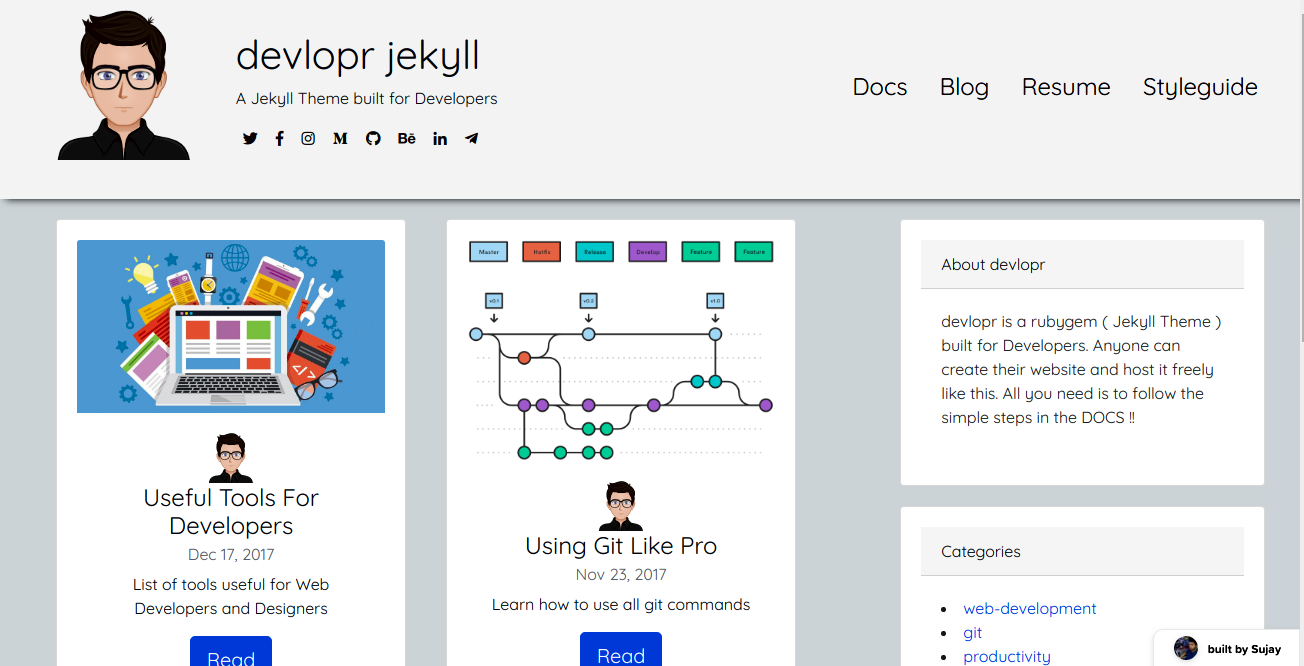 devlopr jekyll
A Jekyll Theme built for Developers
Docs Blog Resume Styleguide
M Bē in
Master Hotfix Release Develop Feature Feature
v0.1 v0.2 v1.0
</>
Useful Tools For
Developers
Dec 17, 2017
List of tools useful for Web
Developers and Designers
Read
Using Git Like Pro
Nov 23, 2017
Learn how to use all git commands
Read
About devlopr
devlopr is a rubygem ( Jekyll Theme )
built for Developers. Anyone can
create their website and host it freely
like this. All you need is to follow the
simple steps in the DOCS !!
Categories
web-development
git
productivity
built by Sujay